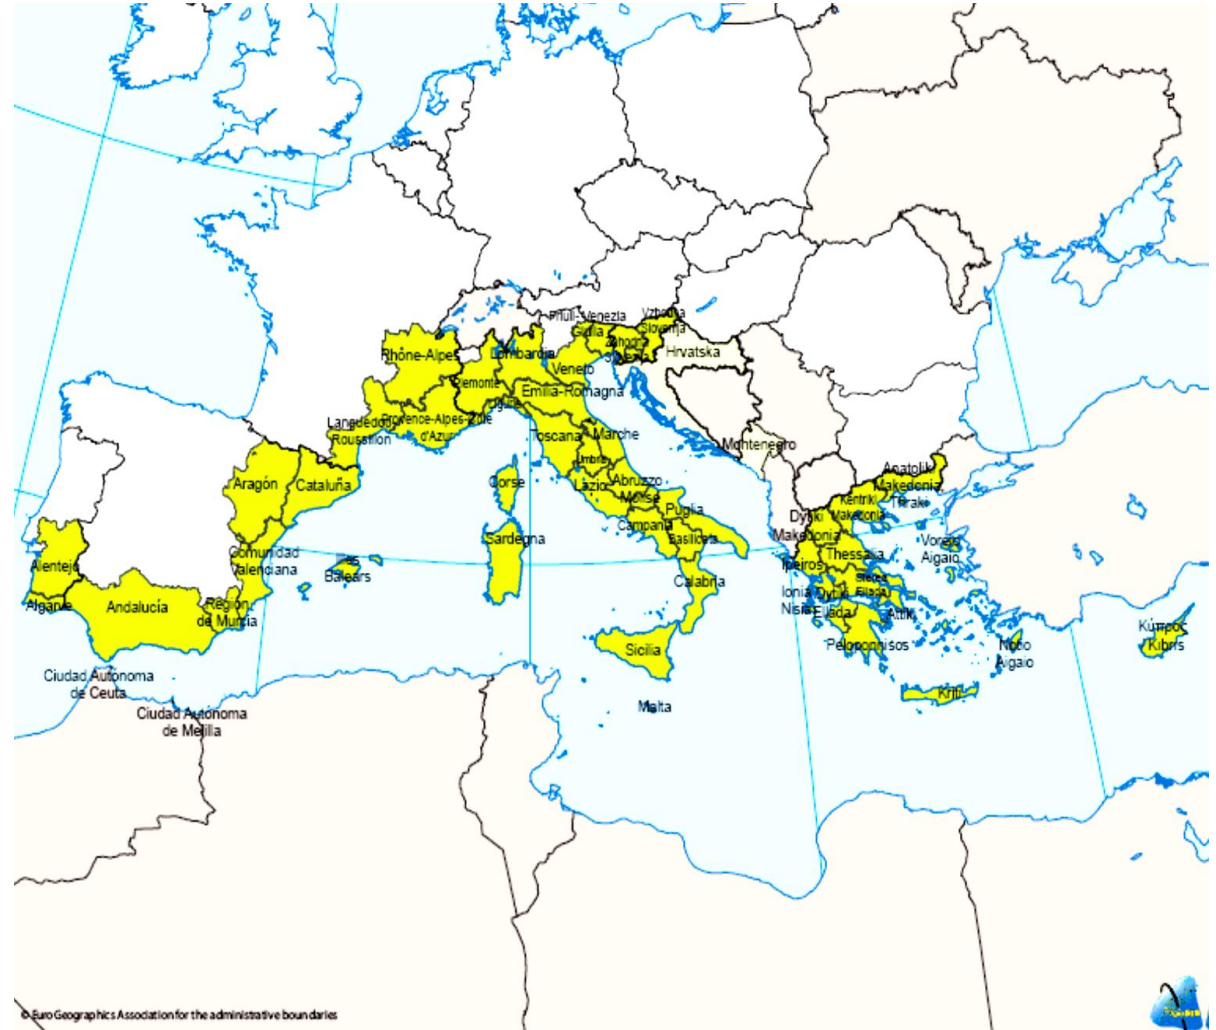 Friuli- Venezia
Giulia
Vzhodna
Slovenija
Zahodna
Hrvatska
Rhône-Alpes
Lombardia
Veneto
Piemonte
Emilia-Romagna
Liguria
Languedoc-
Roussillon
Provence-Alpes-Côte
d'Azur
Toscana
Marche
Umbria
Montenegro
Corse
Lazio
Abruzzo
Molise
Campania
Puglia
Basilicata
Sardegna
Calabria
Sicilia
Malta
Aragón
Cataluña
Comunidad
Valenciana
Balears
Región
de Murcia
Andalucía
Alentejo
Algarve
Ciudad Autónoma
de Ceuta
Ciudad Autónoma
de Melilla
Anatoliki
Makedonia,
Thraki
Kentriki
Makedonia
Dytiki
Makedonia
Ipeiros
Thessalia
Voreio
Aigaio
Ionia
Nisia
Dytiki
Ellada
Sterea
Ellada
Attiki
Peloponnisos
Notio
Aigaio
Kriti
Κύπρος
Kibris
© EuroGeographics Association for the administrative boundaries